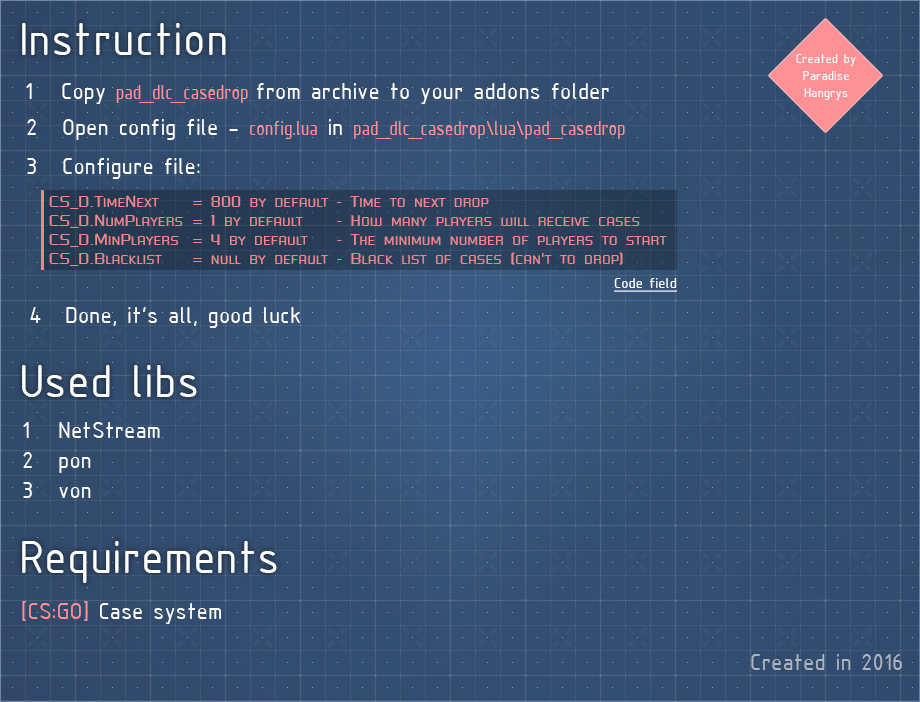 Instruction
Created by
Paradise
Hangrys
1 Copy pad_dlc_casedrop from archive to your addons folder
2 Open config file - config.lua in pad_dlc_casedrop\lua\pad_casedrop
3 Configure file:
CS_D.TimeNext = 800 by default - Time to next drop
CS_D.NumPlayers = 1 by default - How many players will receive cases
CS_D.MinPlayers = 4 by default - The minimum number of players to start
CS_D.Blacklist = null by default - Black list of cases (can't to drop)
Code field
4 Done, it's all, good luck
Used libs
1 NetStream
2 pon
3 von
Requirements
[CS:GO] Case system
Created in 2016